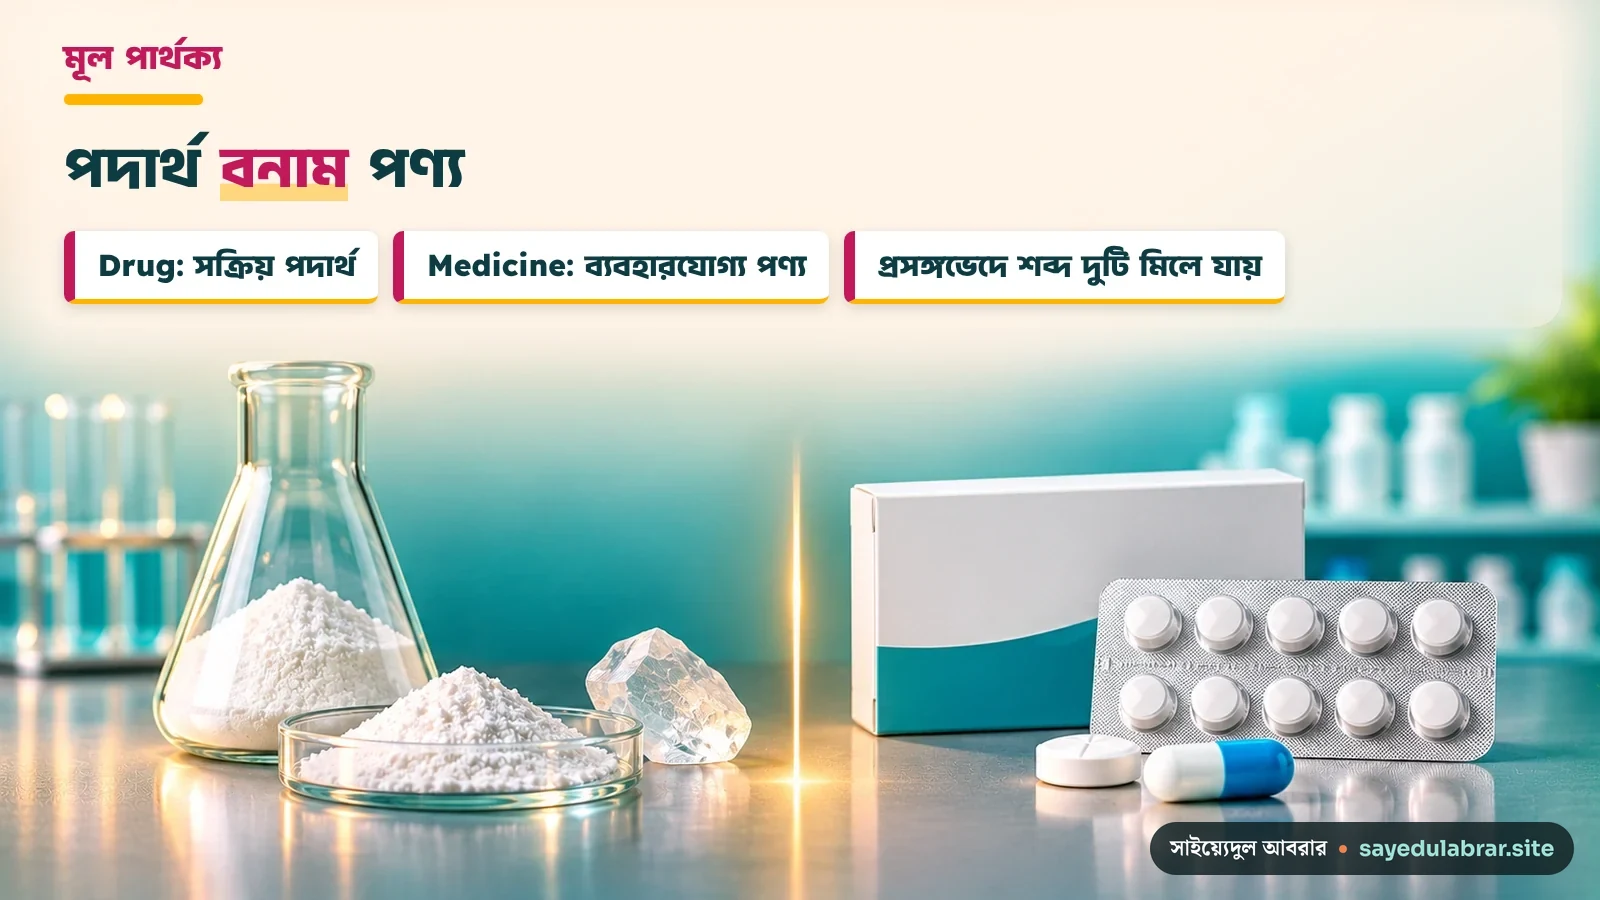 মূল পার্থক্য
পদার্থ বনাম পণ্য
Drug: সক্রিয় পদার্থ
Medicine: ব্যবহারযোগ্য পণ্য
প্রসঙ্গভেদে শব্দ দুটি মিলে যায়
সাইয়্যেদুল আবরার • sayedulabrar.site